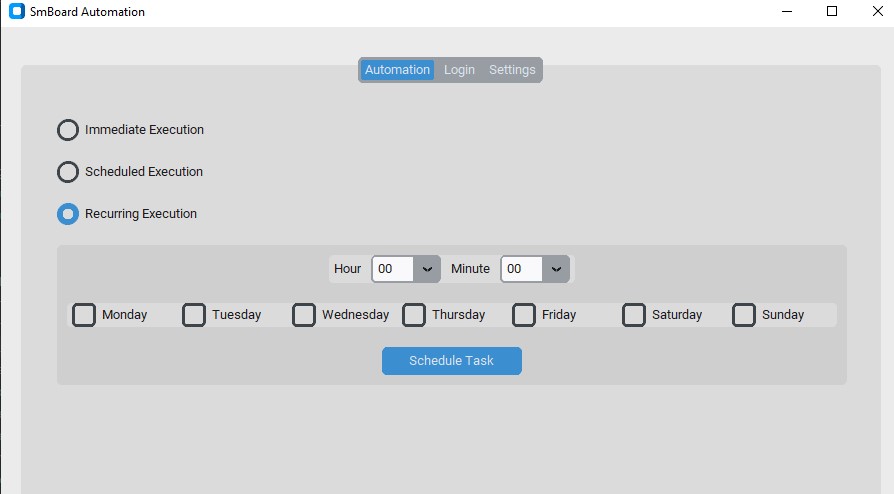 SmBoard Automation
Automation Login Settings
Immediate Execution
Scheduled Execution
Recurring Execution
Hour 00 Minute 00
Monday Tuesday Wednesday Thursday Friday Saturday Sunday
Schedule Task